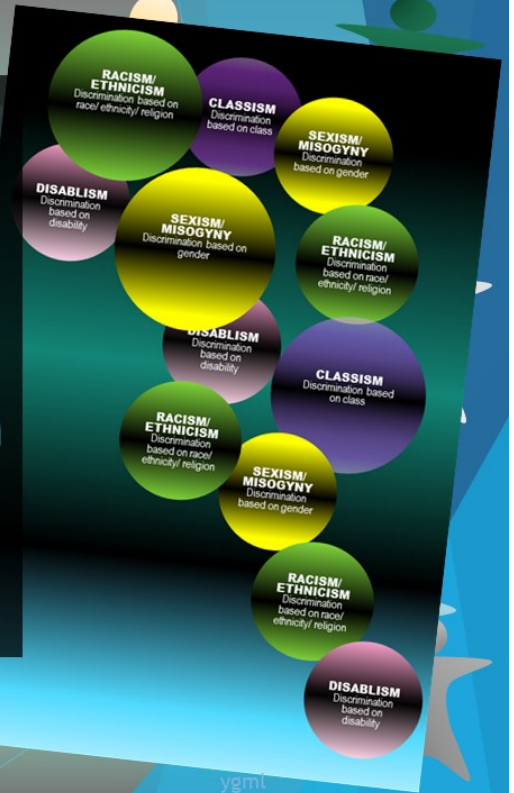 RACISM/
ETHNICISM
Discrimination based on
race/ ethnicity/ religion
CLASSISM
Discrimination
based on class
SEXISM/
MISOGYNY
Discrimination
based on gender
DISABLISM
Discrimination
based on
disability
SEXISM/
MISOGYNY
Discrimination based on
gender
RACISM/
ETHNICISM
Discrimination
based on race/
ethnicity/ religion
DISABLISM
Discrimination
based on
disability
CLASSISM
Discrimination based
on class
RACISM/
ETHNICISM
Discrimination
based on race/
ethnicity/ religion
SEXISM/
MISOGYNY
Discrimination
based on gender
RACISM/
ETHNICISM
Discrimination
based on race/
ethnicity/ religion
DISABLISM
Discrimination
based on
disability
ygml